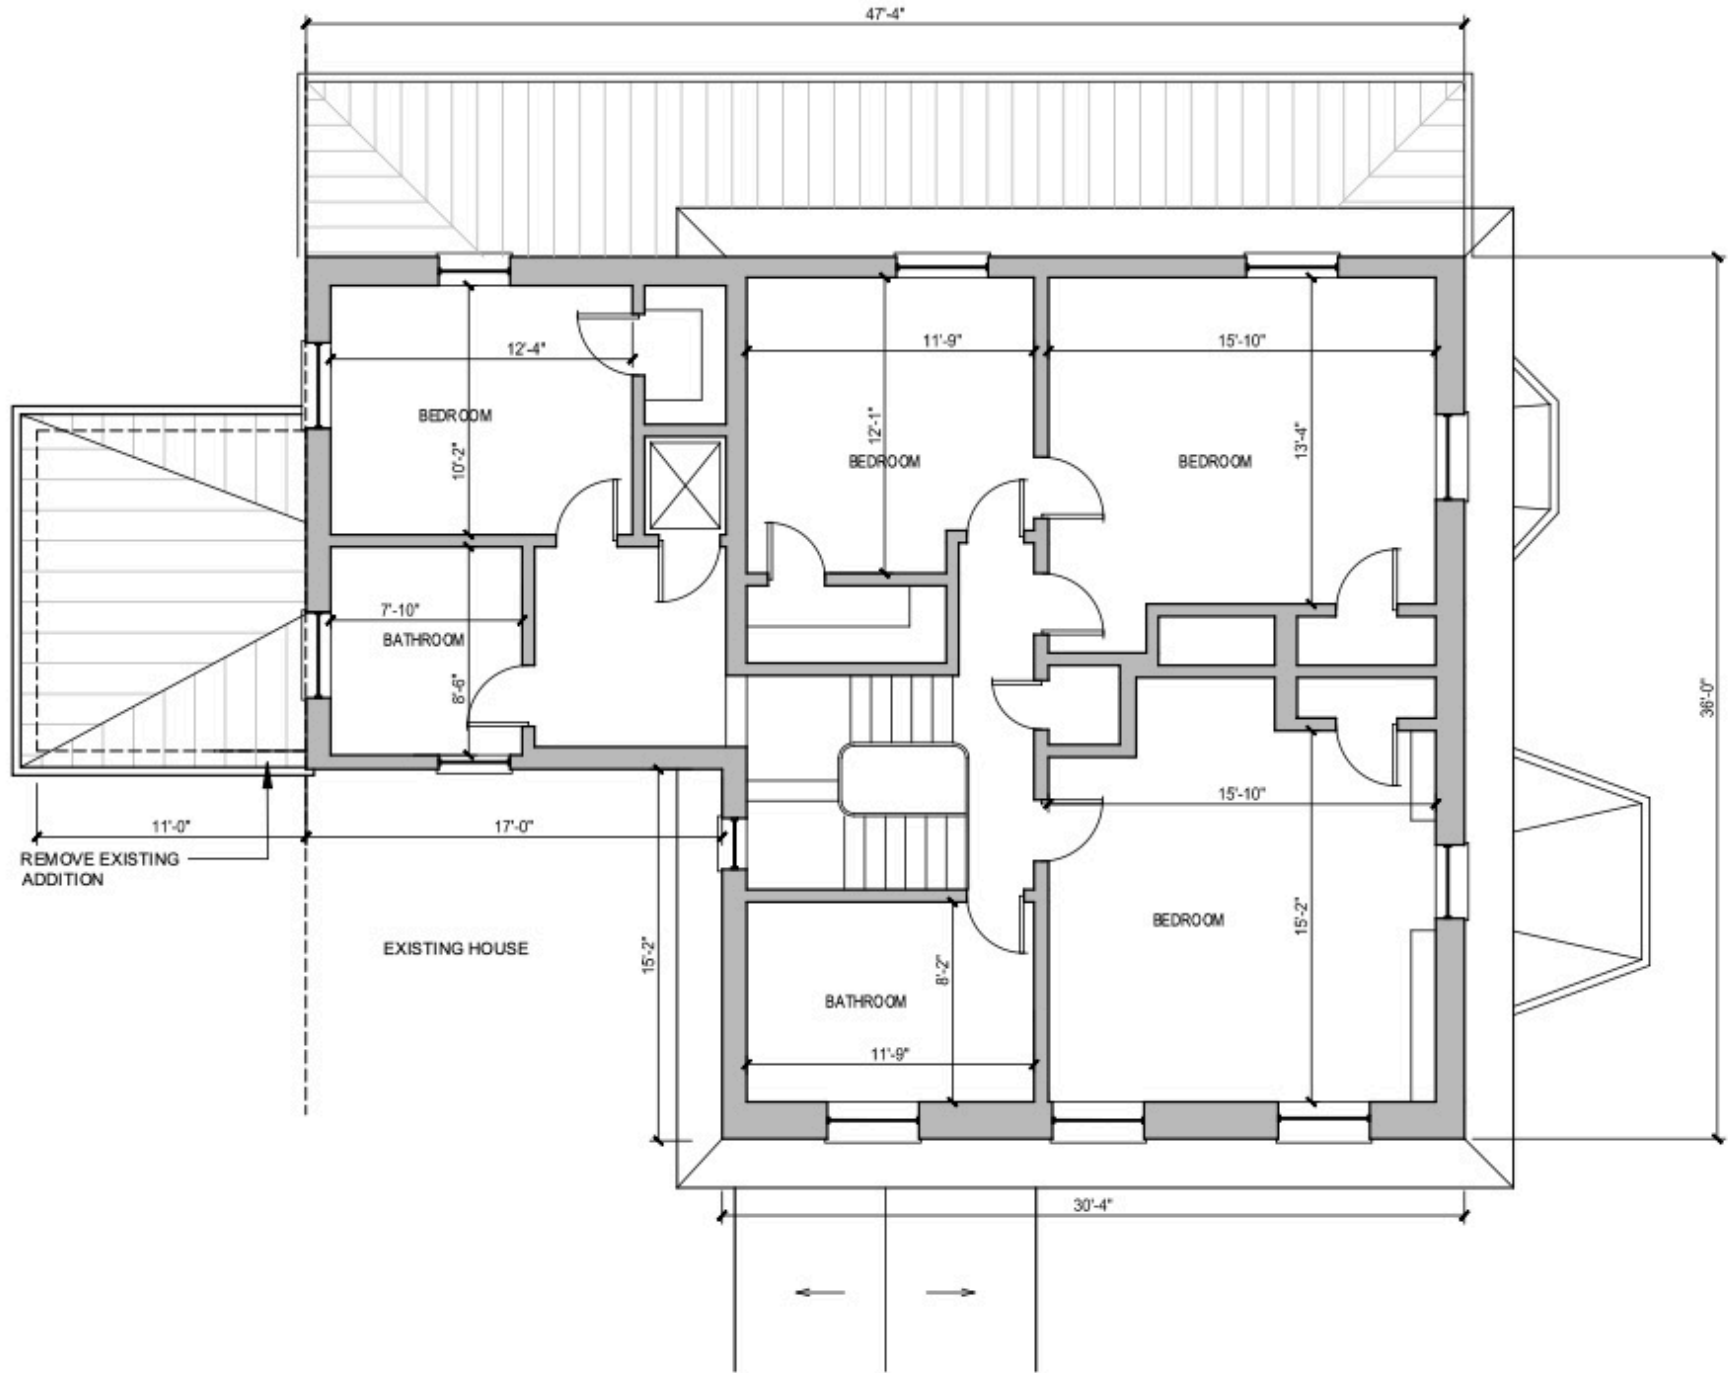 47'-4"
12'-4"
11'-9"
15'-10"
BEDROOM
10'-2"
12'-1"
BEDROOM
13'-4"
BEDROOM
7'-10"
BATHROOM
8'-6"
36'-0"
15'-10"
11'-0"
17'-0"
REMOVE EXISTING
ADDITION
EXISTING HOUSE
15'-2"
BEDROOM
15'-2"
8'-2"
BATHROOM
11'-9"
30'-4"